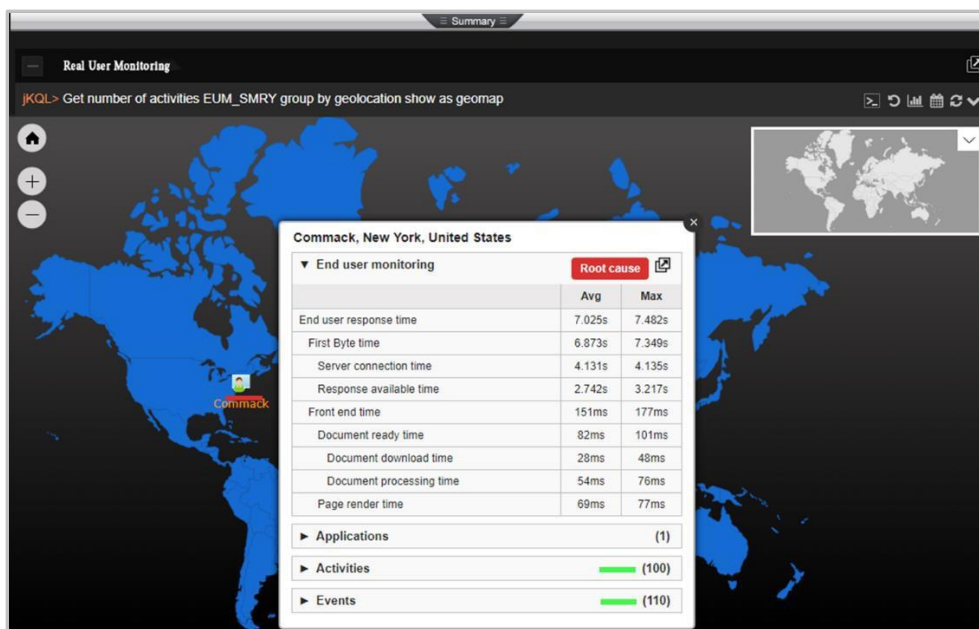 Summary
Real User Monitoring
jKQL> Get number of activities EUM_SMRY group by geolocation show as geomap
Commack, New York, United States
▼ End user monitoring Root cause
Avg Max
End user response time 7.025s 7.482s
First Byte time 6.873s 7.349s
Server connection time 4.131s 4.135s
Response available time 2.742s 3.217s
Front end time 151ms 177ms
Document ready time 82ms 101ms
Document download time 28ms 48ms
Document processing time 54ms 76ms
Page render time 69ms 77ms
► Applications (1)
► Activities (100)
► Events (110)
Commack